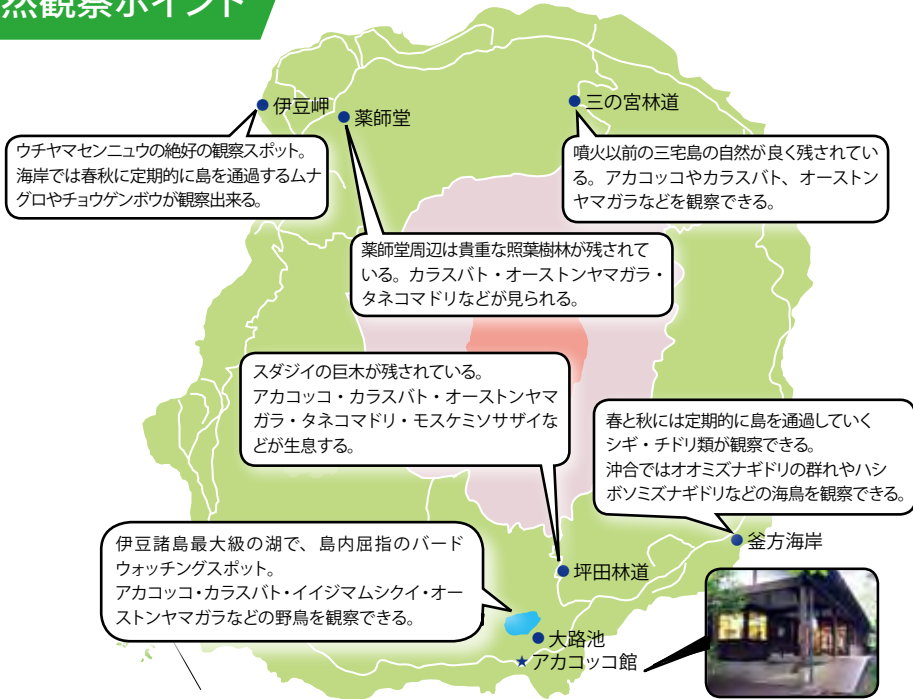 然観察ポイント
伊豆岬
薬師堂
三の宮林道
ウチヤマセンニュウの絶好の観察スポット。
海岸では春秋に定期的に島を通過するムナ
グロやチョウゲンボウが観察出来る。
噴火以前の三宅島の自然が良く残されてい
る。アカコッコやカラスバト、オーストン
ヤマガラなどを観察できる。
薬師堂周辺は貴重な照葉樹林が残されて
いる。カラスバト・オーストンヤマガラ・
タネコマドリなどが見られる。
スダジイの巨木が残されている。
アカコッコ・カラスバト・オーストンヤマ
ガラ・タネコマドリ・モスケミソサザイな
どが生息する。
春と秋には定期的に島を通過していく
シギ・チドリ類が観察できる。
沖合ではオオミズナギドリの群れやハシ
ボソミズナギドリなどの海鳥を観察できる。
伊豆諸島最大級の湖で、島内屈指のバード
ウォッチングスポット。
アカコッコ・カラスバト・イイジマムシクイ・オー
ストンヤマガラなどの野鳥を観察できる。
釜方海岸
坪田林道
大路池
★アカコッコ館